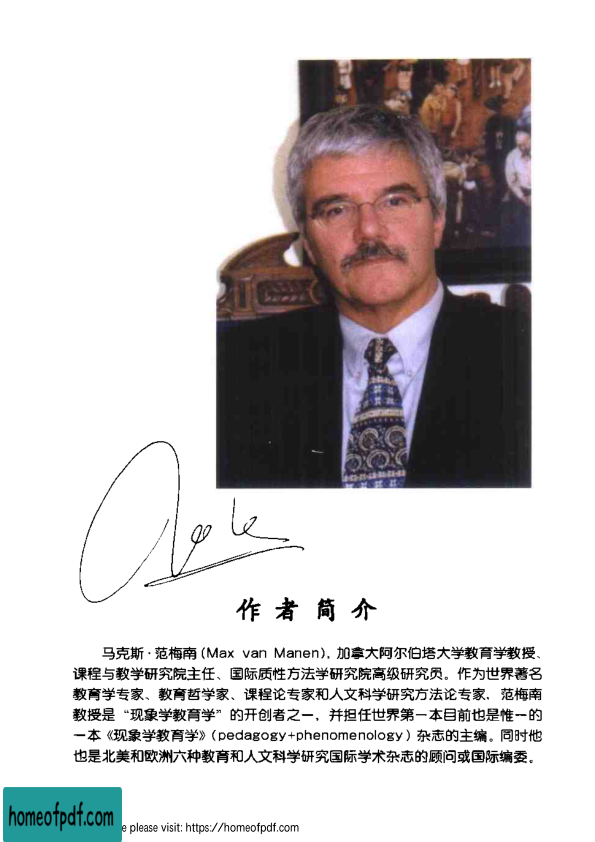 作者简介
马克斯·范梅南(Max van Manen),加拿大阿尔伯塔大学教育学教授、
课程与教学研究院主任、国际质性方法学研究院高级研究员。作为世界著名
教育学专家、教育哲学家、课程论专家和人文科学研究方法论专家,范梅南
教授是“现象学教育学”的开创者之一,并担任世界第一本目前也是惟一的
一本《现象学教育学》(pedagogy+phenomenology)杂志的主编。同时他
也是北美和欧洲六种教育和人文科学研究国际学术杂志的顾问或国际编委。
homeofpdf.com
e please visit: https://homeofpdf.com